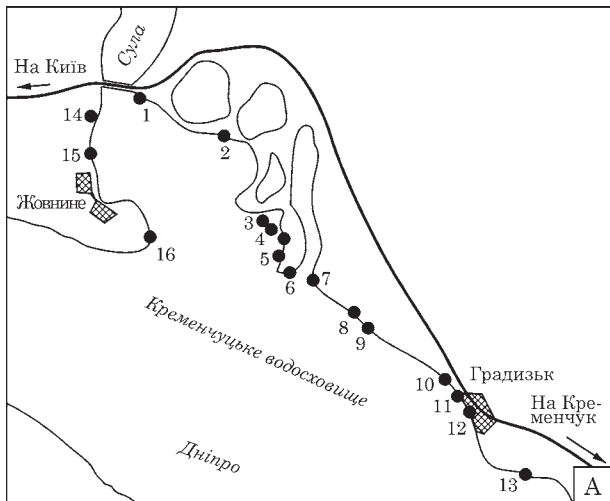 Сула
На Київ
1
14
2
15
Жовнине
3
4
16
5
6
7
Кременчуцьке водосховище
8
9
10
Градизьк
11
На Кре-
менчук
12
Дніпро
13
А